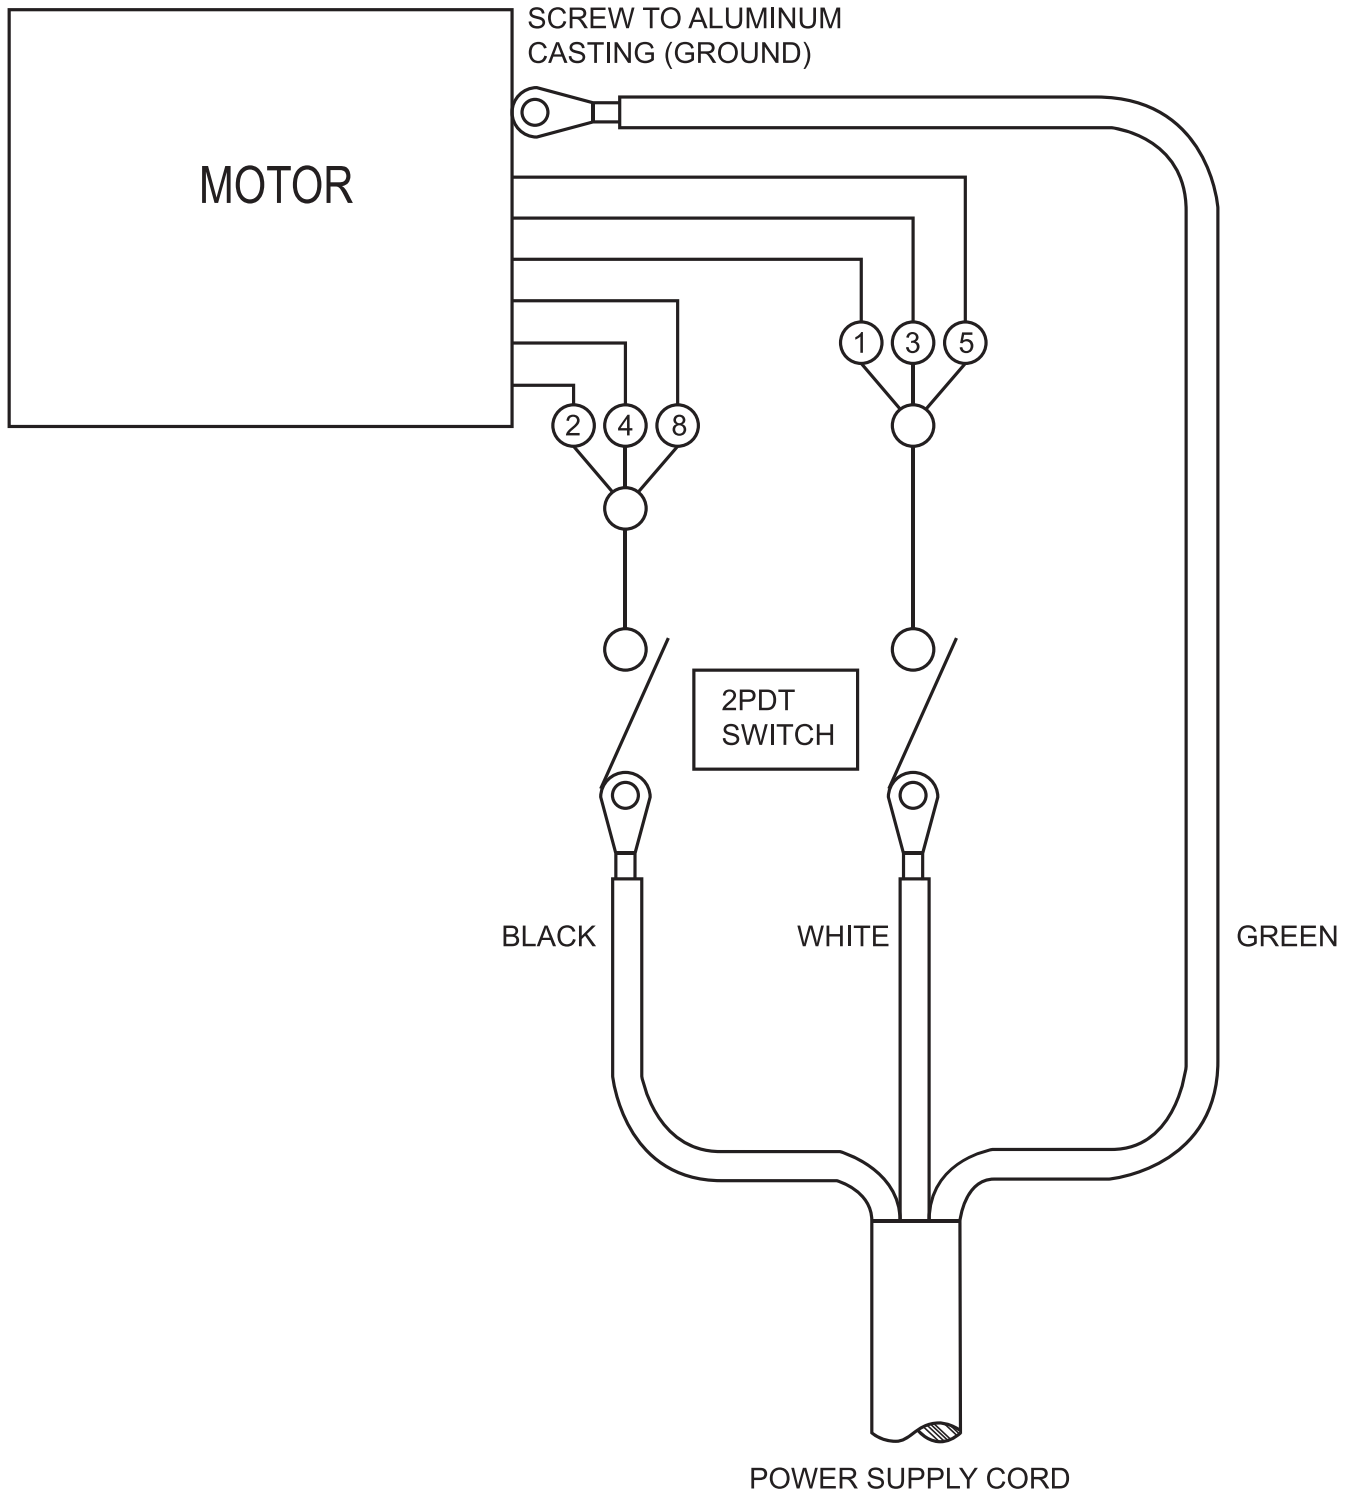 SCREW TO ALUMINUM
CASTING (GROUND)
MOTOR
1 3 5
2 4 8
2PDT
SWITCH
BLACK
WHITE
GREEN
POWER SUPPLY CORD